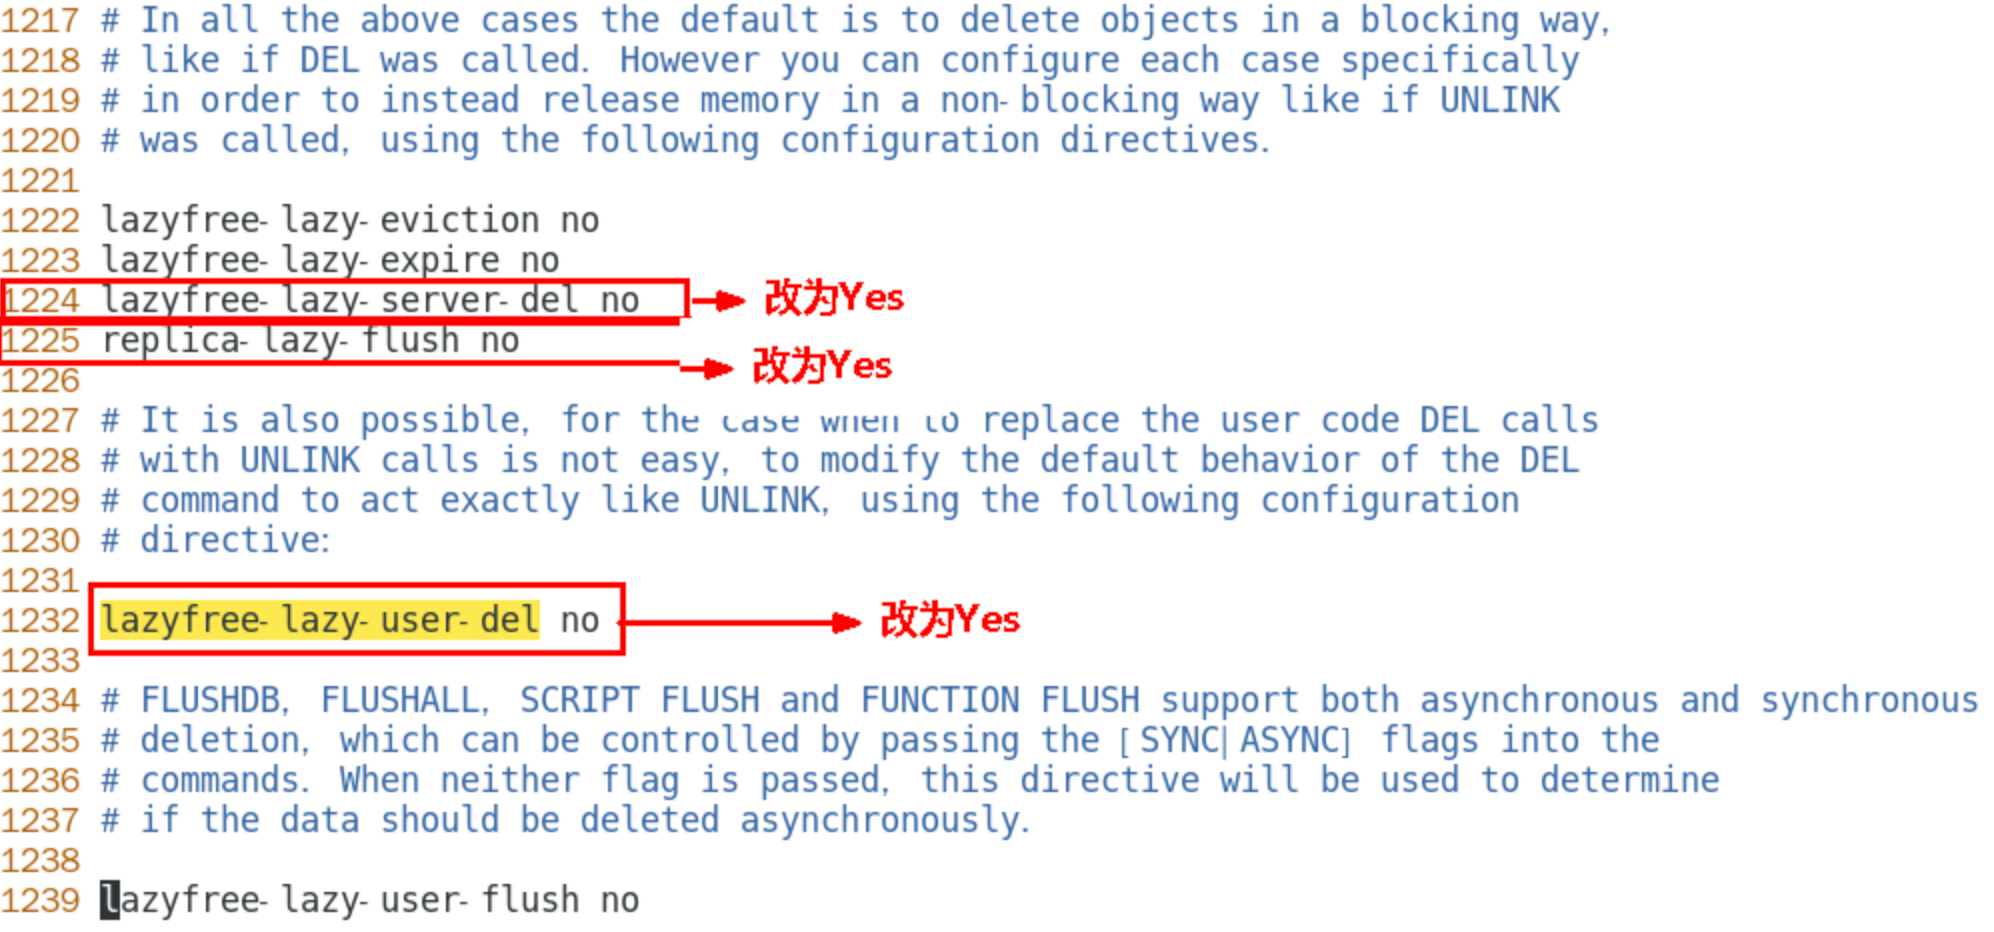 1217 # In all the above cases the default is to delete objects in a blocking way,
1218 # like if DEL was called. However you can configure each case specifically
1219 # in order to instead release memory in a non-blocking way like if UNLINK
1220 # was called, using the following configuration directives.
1221
1222 lazyfree-lazy-eviction no
1223 lazyfree-lazy-expire no
1224 lazyfree-lazy-server-del no 改为Yes
1225 replica-lazy-flush no
改为Yes
1226
1227 # It is also possible, for the case when to replace the user code DEL calls
1228 # with UNLINK calls is not easy, to modify the default behavior of the DEL
1229 # command to act exactly like UNLINK, using the following configuration
1230 # directive:
1231
1232 lazyfree-lazy-user-del no 改为Yes
1233
1234 # FLUSHDB, FLUSHALL, SCRIPT FLUSH and FUNCTION FLUSH support both asynchronous and synchronous
1235 # deletion, which can be controlled by passing the [SYNC|ASYNC] flags into the
1236 # commands. When neither flag is passed, this directive will be used to determine
1237 # if the data should be deleted asynchronously.
1238
1239 lazyfree-lazy-user-flush no